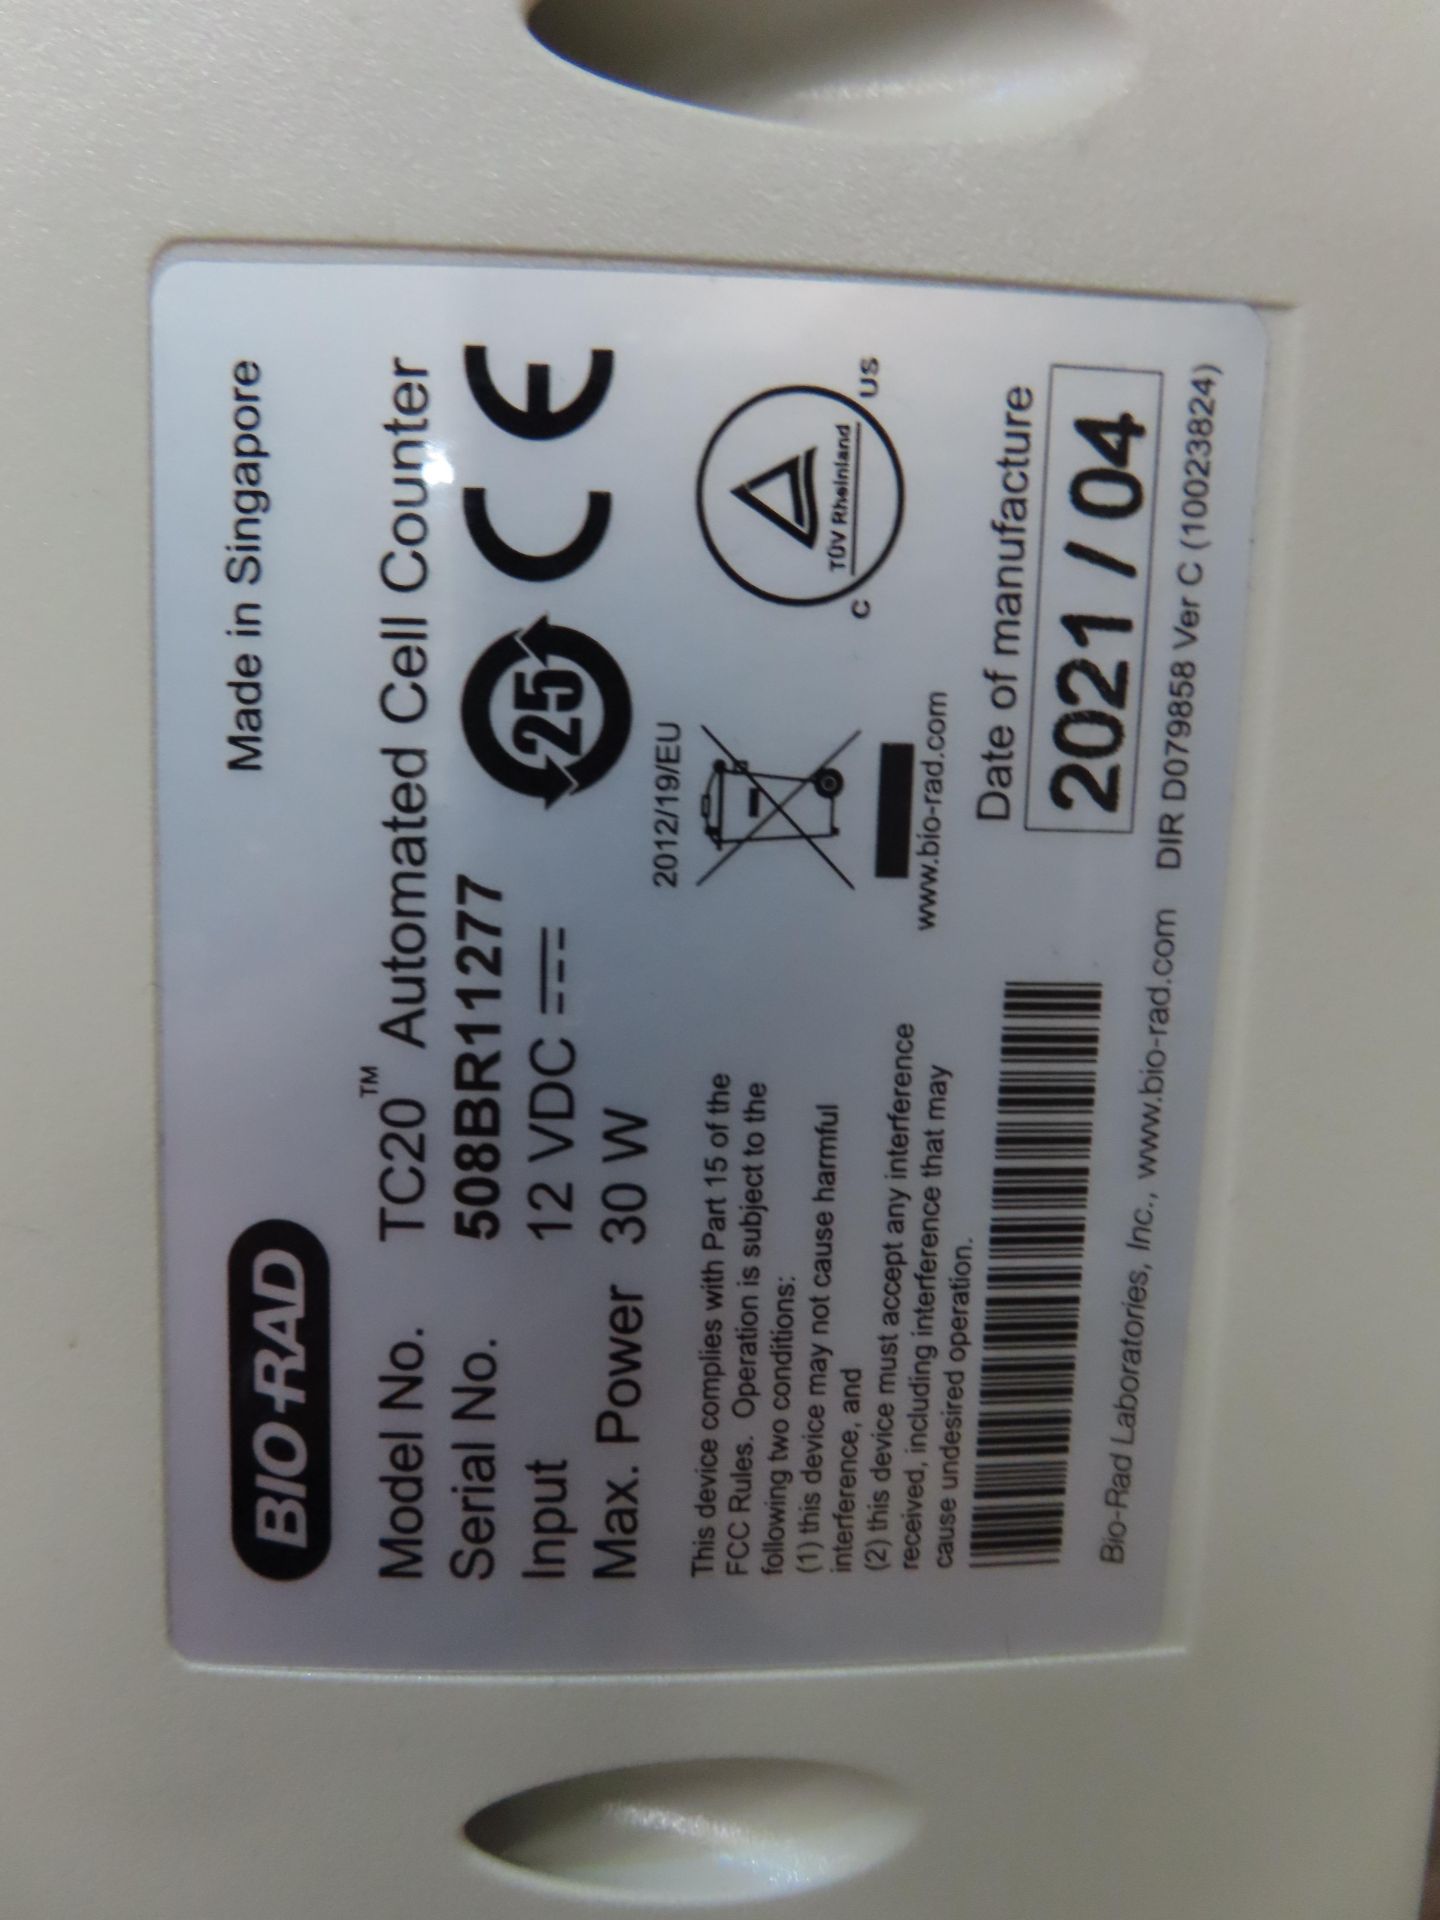 BIO-RAD
Made in Singapore
Model No. TC20™ Automated Cell Counter
Serial No. 508BR11277
Input 12 VDC
Max. Power 30 W
25
CE
2012/19/EU
TÜV Rheinland
C US
This device complies with Part 15 of the
FCC Rules. Operation is subject to the
following two conditions:
(1) this device may not cause harmful
interference, and
(2) this device must accept any interference
received, including interference that may
cause undesired operation.
www.bio-rad.com
Date of manufacture
2021 / 04
Bio-Rad Laboratories, Inc., www.bio-rad.com DIR D079858 Ver C (10023824)